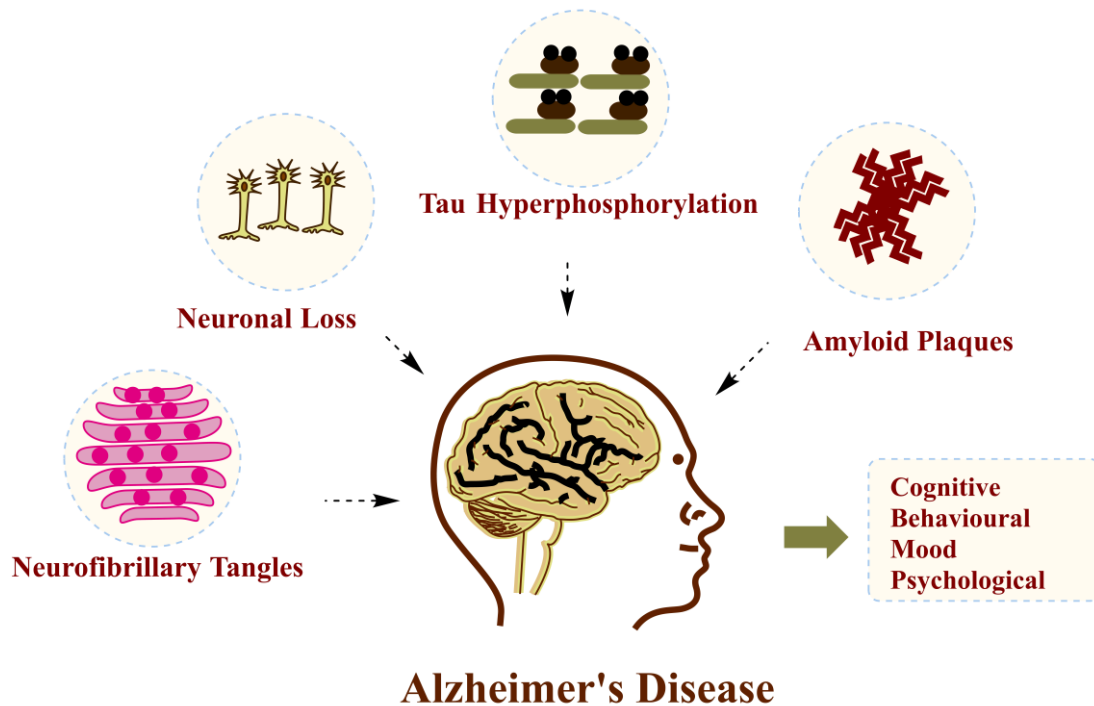 Tau Hyperphosphorylation
Neuronal Loss
Amyloid Plaques
Neurofibrillary Tangles
Cognitive
Behavioural
Mood
Psychological
Alzheimer's Disease